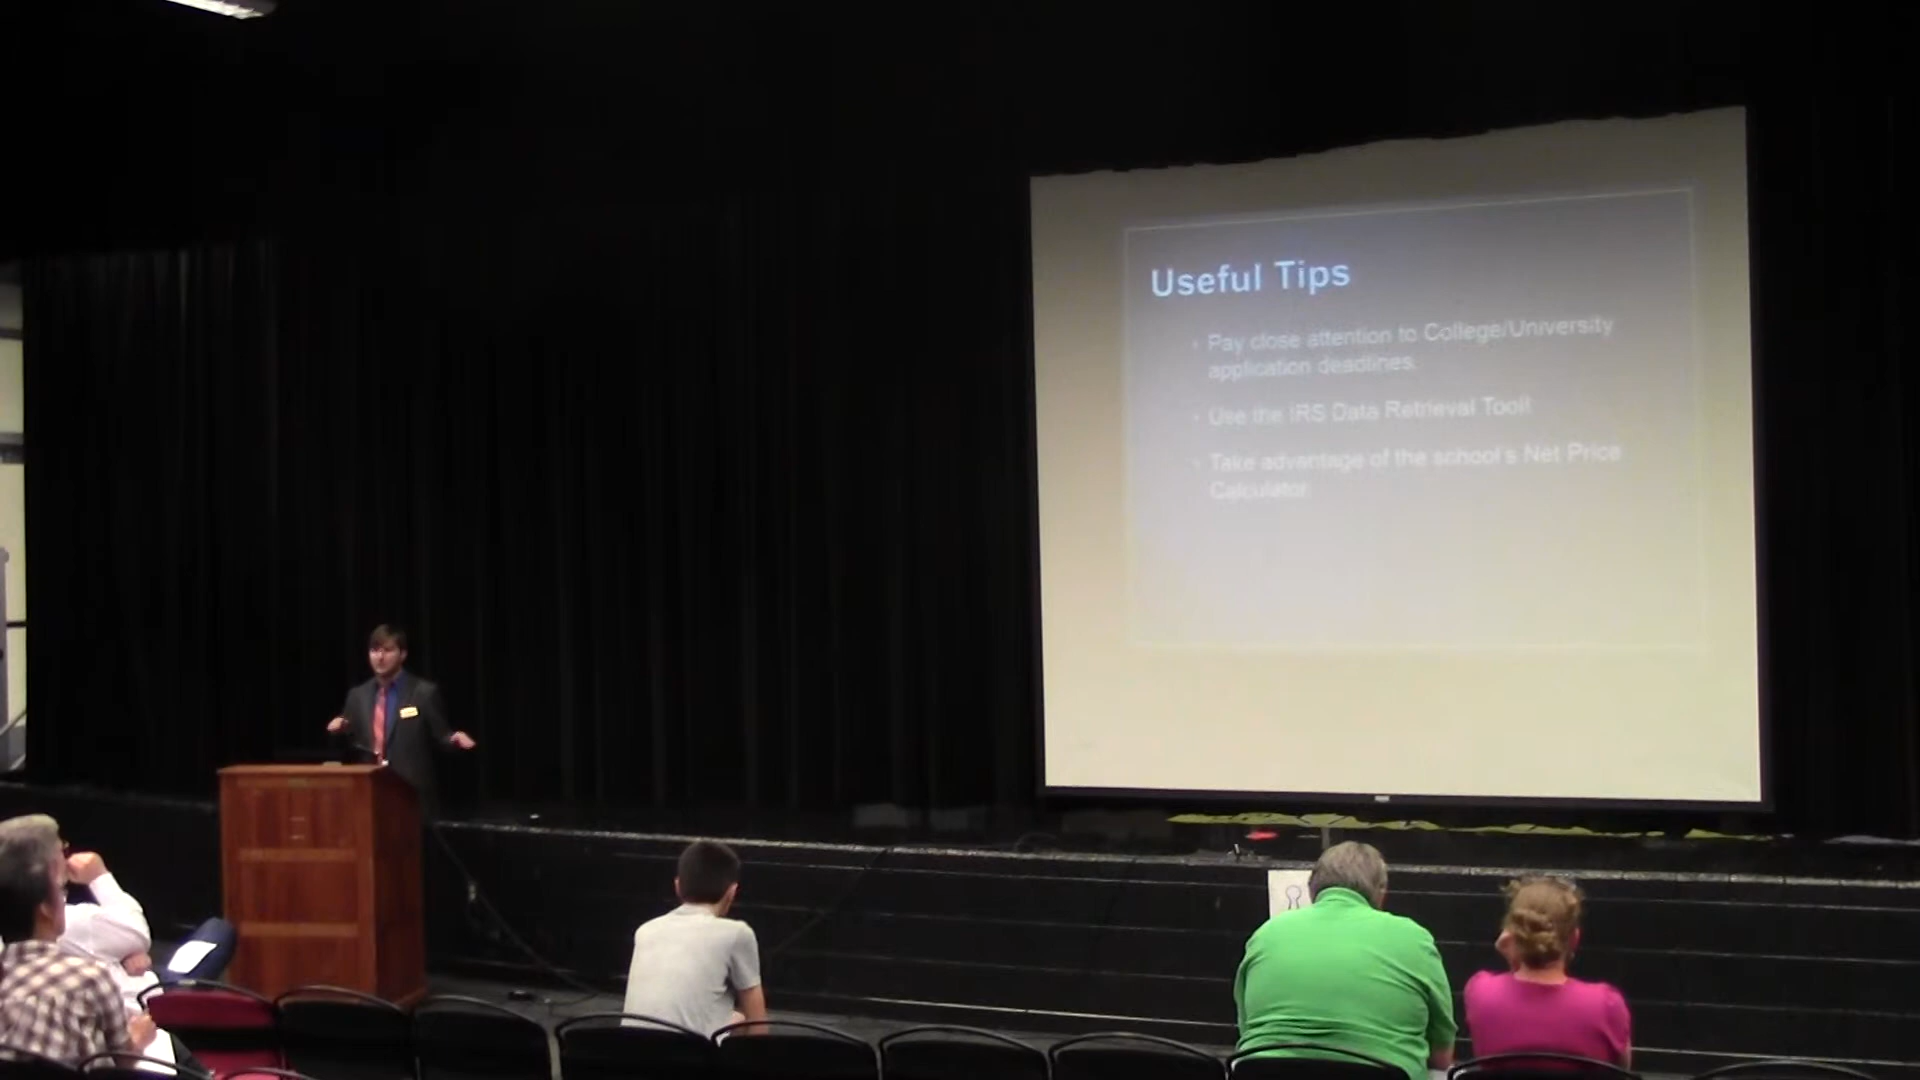 Useful Tips
Pay close attention to College/University
application deadlines.
Use the IRS Data Retrieval Tool!
Take advantage of the school's Net Price
Calculator.